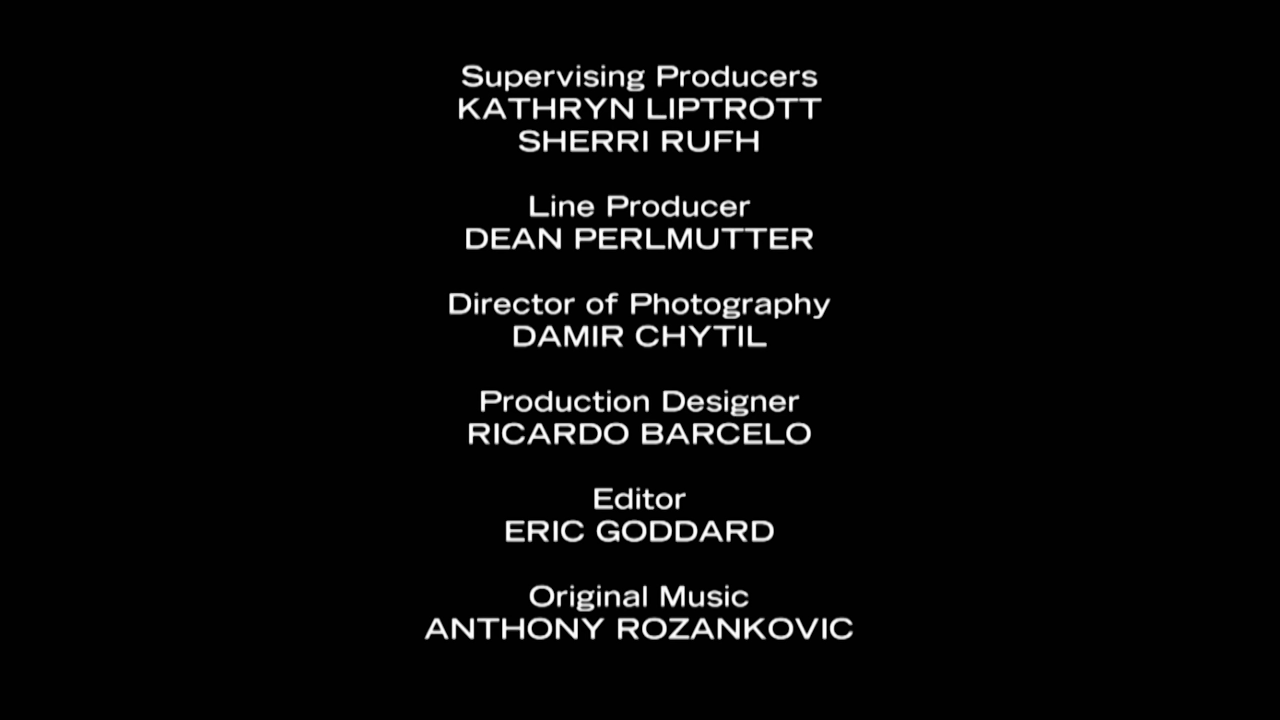 Supervising Producers
KATHRYN LIPTROTT
SHERRI RUFH
Line Producer
DEAN PERLMUTTER
Director of Photography
DAMIR CHYTIL
Production Designer
RICARDO BARCELO
Editor
ERIC GODDARD
Original Music
ANTHONY ROZANKOVIC